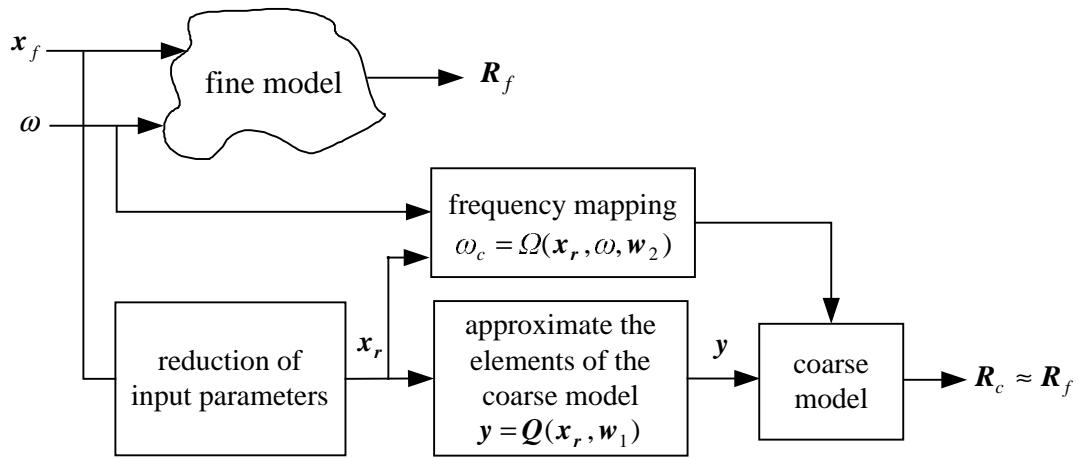 x_f
fine model
R_f
ω
frequency mapping
ω_c = Ω(x_r, ω, w_2)
reduction of
input parameters
x_r
approximate the
elements of the
coarse model
y = Q(x_r, w_1)
y
coarse
model
R_c ≈ R_f